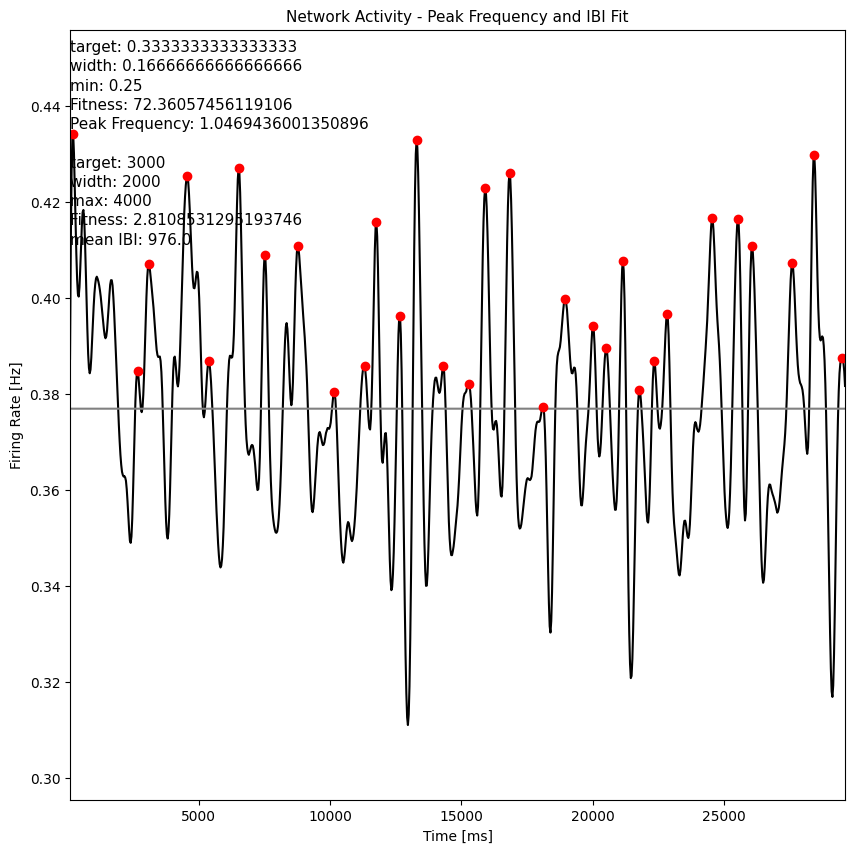 Network Activity - Peak Frequency and IBI Fit
target: 0.3333333333333333
width: 0.16666666666666666
min: 0.25
Fitness: 72.36057456119106
Peak Frequency: 1.0469436001350896
target: 3000
width: 2000
max: 4000
Fitness: 2.8108531295193746
mean IBI: 976.0
0.44
0.42
0.40
0.38
0.36
0.34
0.32
0.30
Firing Rate [Hz]
5000
10000
15000
20000
25000
Time [ms]